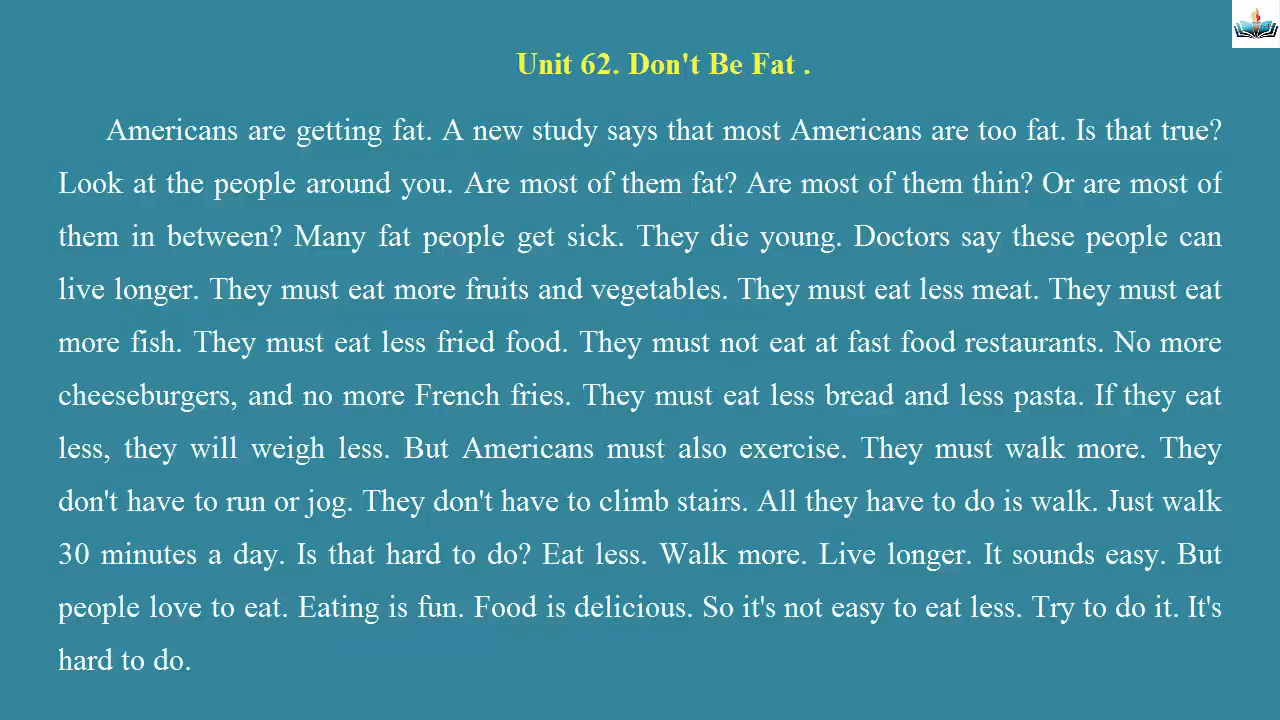 Unit 62. Don't Be Fat .
Americans are getting fat. A new study says that most Americans are too fat. Is that true?
Look at the people around you. Are most of them fat? Are most of them thin? Or are most of
them in between? Many fat people get sick. They die young. Doctors say these people can
live longer. They must eat more fruits and vegetables. They must eat less meat. They must eat
more fish. They must eat less fried food. They must not eat at fast food restaurants. No more
cheeseburgers, and no more French fries. They must eat less bread and less pasta. If they eat
less, they will weigh less. But Americans must also exercise. They must walk more. They
don't have to run or jog. They don't have to climb stairs. All they have to do is walk. Just walk
30 minutes a day. Is that hard to do? Eat less. Walk more. Live longer. It sounds easy. But
people love to eat. Eating is fun. Food is delicious. So it's not easy to eat less. Try to do it. It's
hard to do.